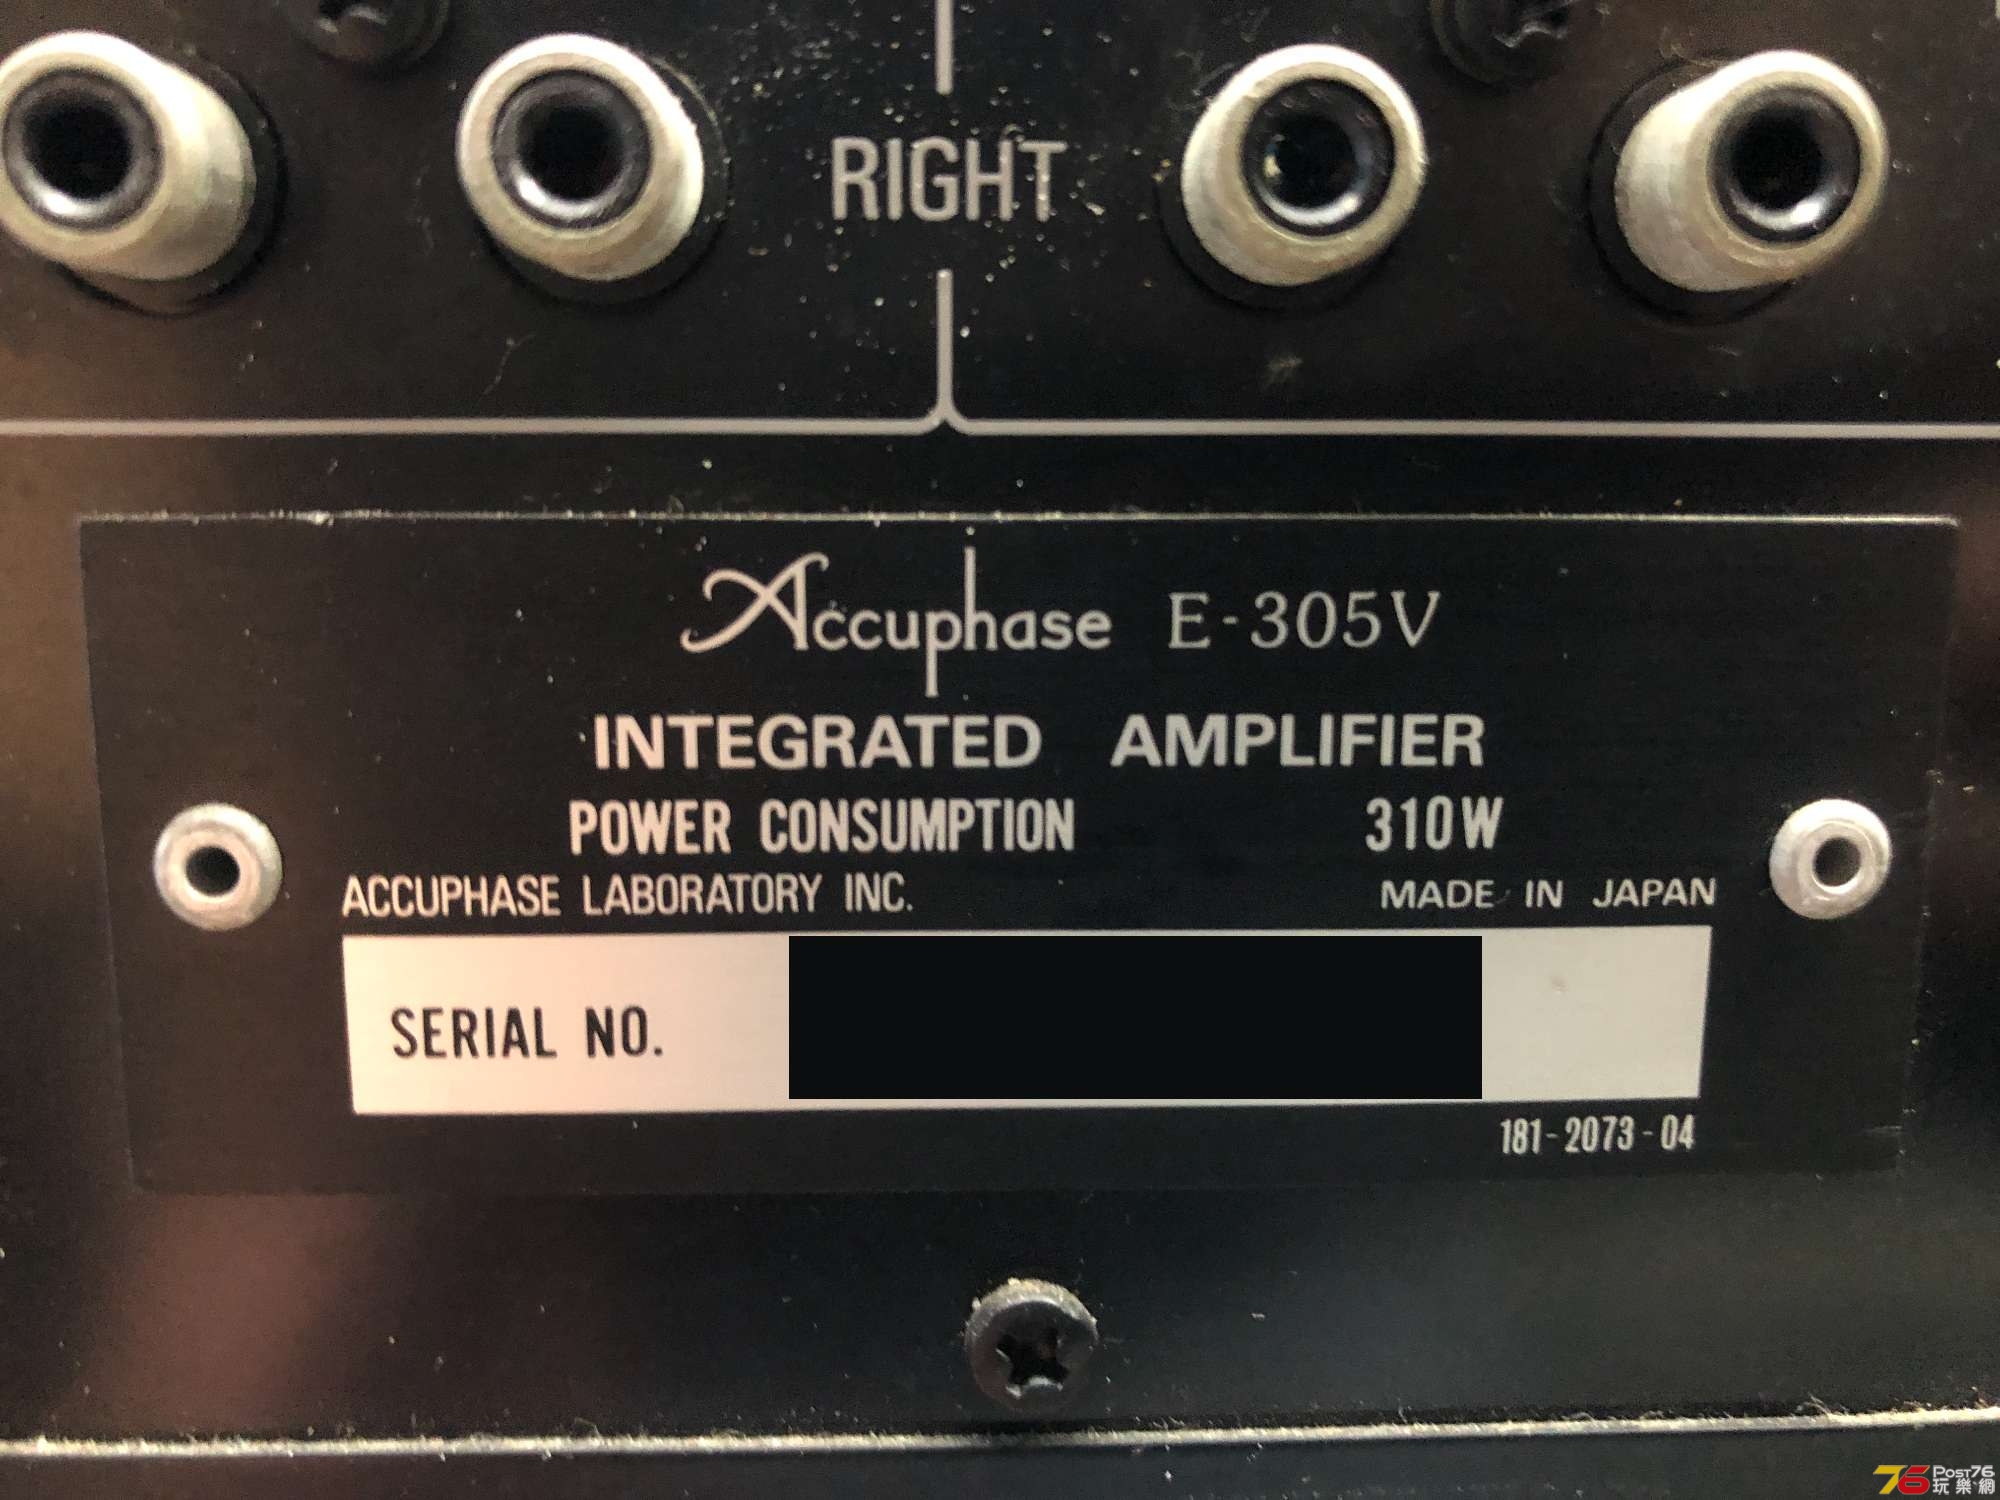 RIGHT
Accuphase E-305V
INTEGRATED AMPLIFIER
POWER CONSUMPTION 310W
ACCUPHASE LABORATORY INC. MADE IN JAPAN
SERIAL NO.
181-2073-04
76 Post76
玩樂網